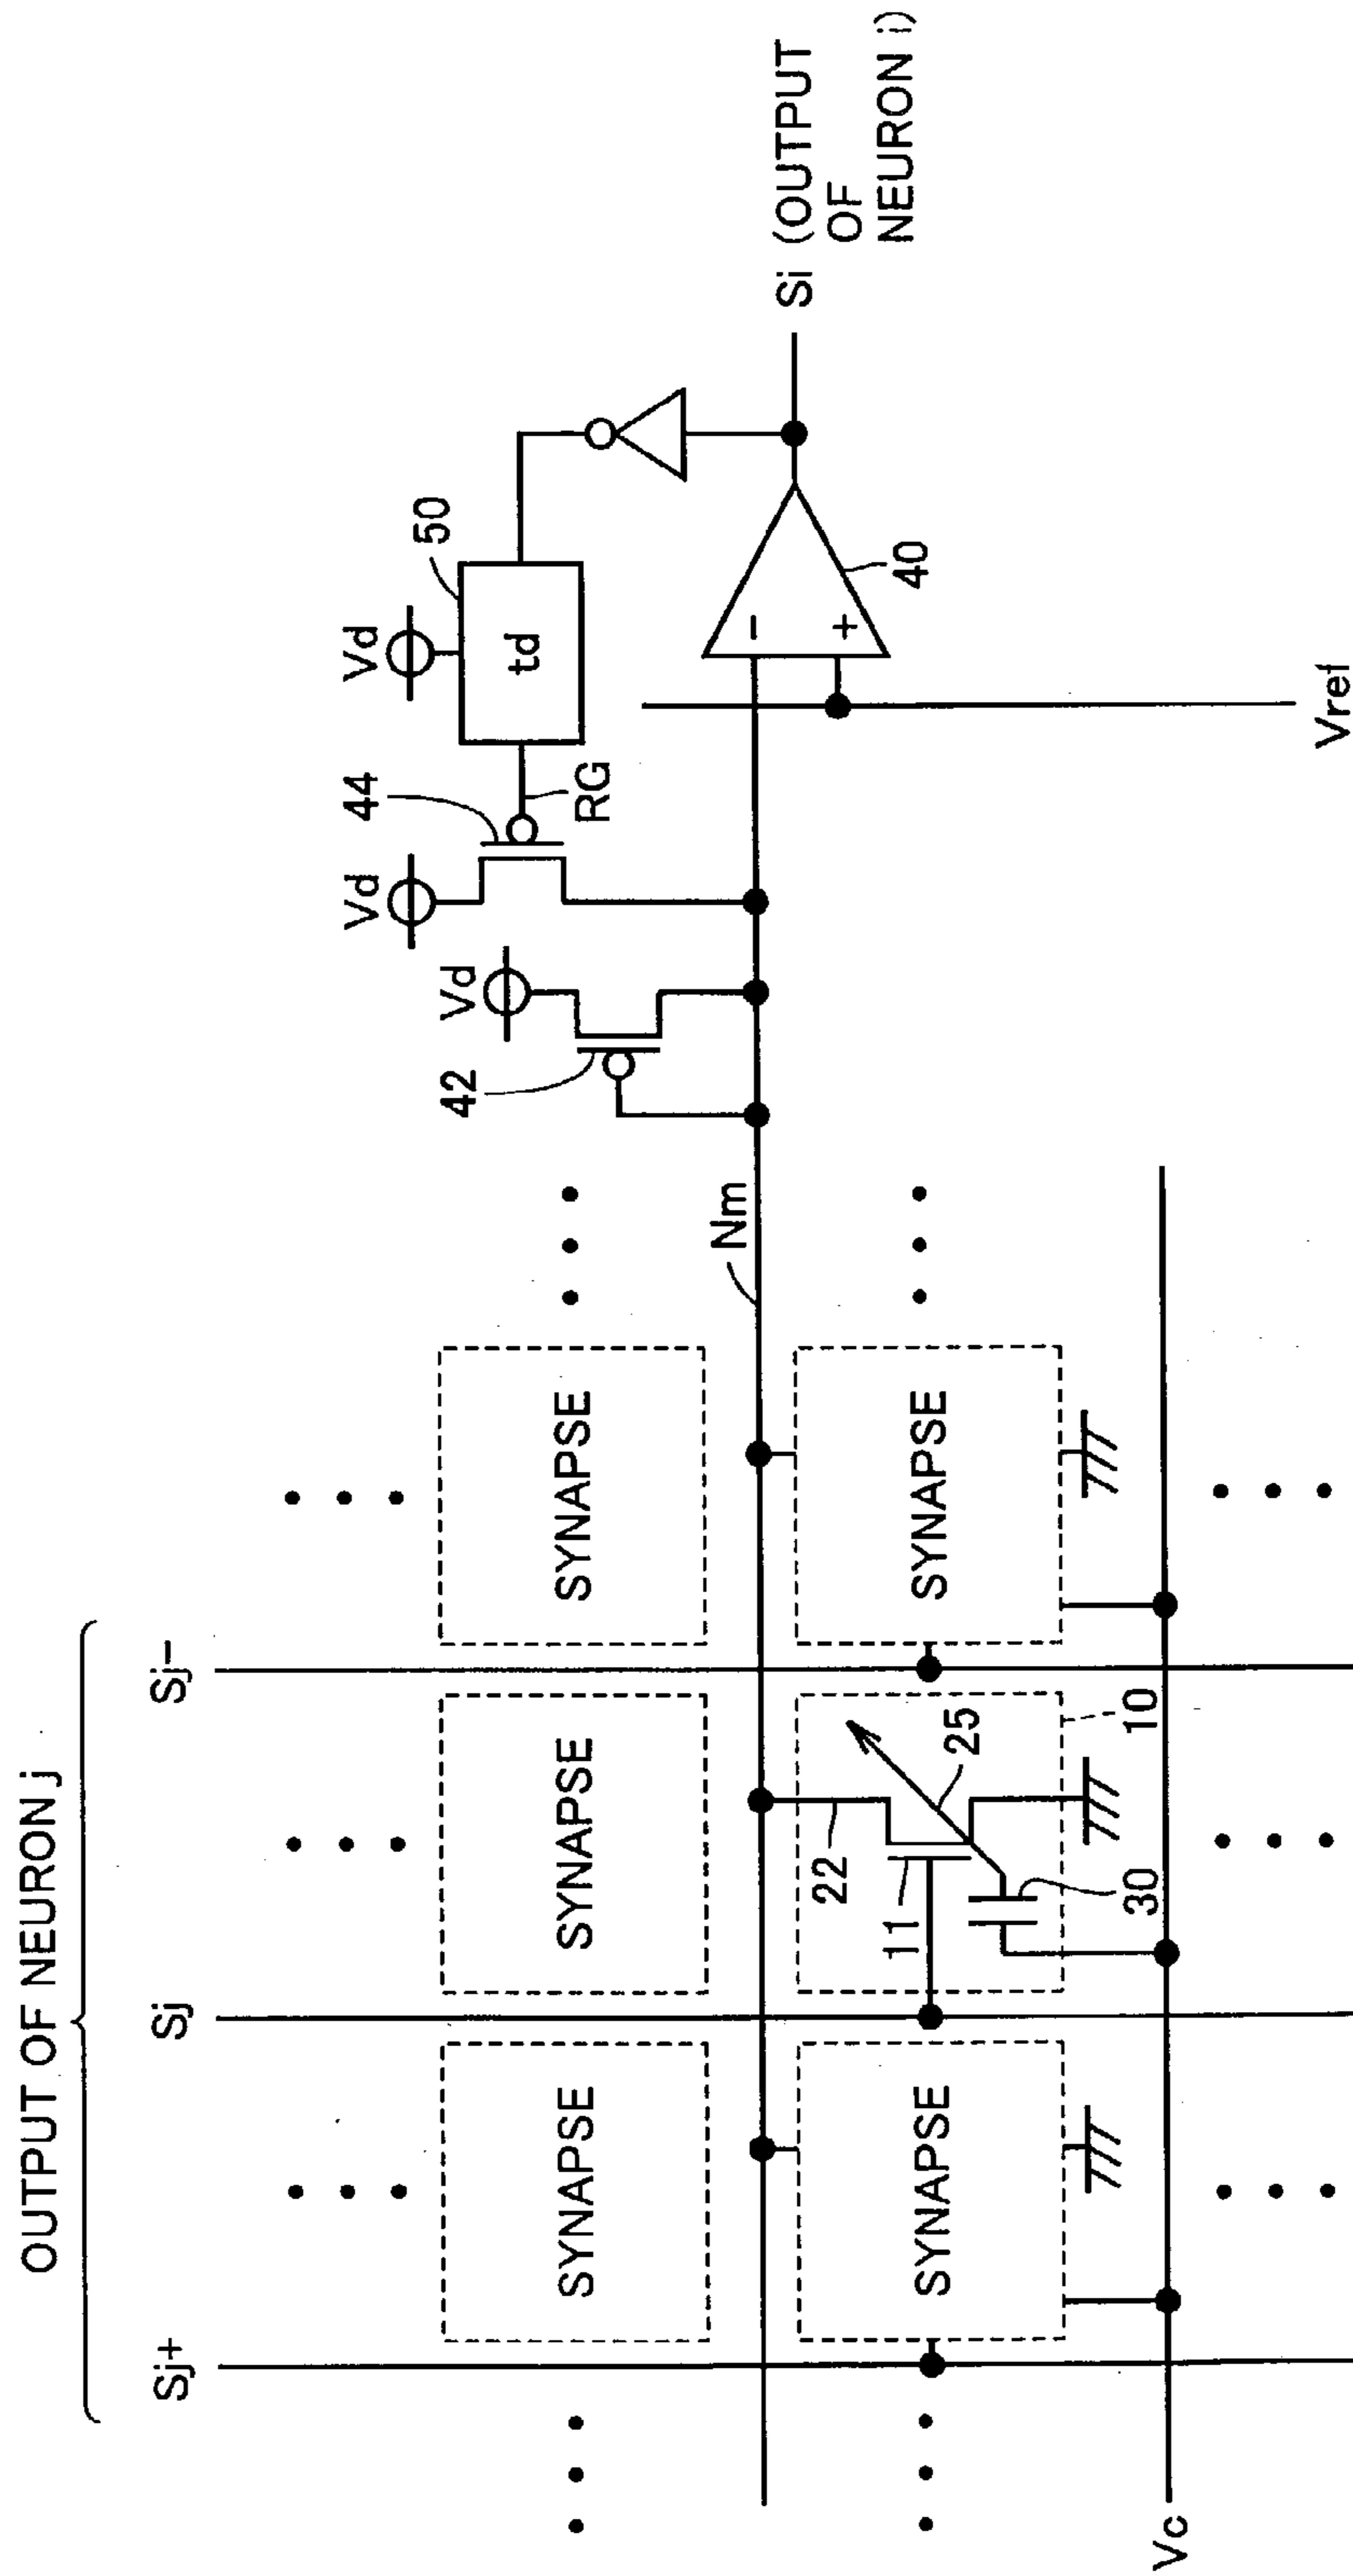 OUTPUT OF NEURON j
Sj+
Sj
Sj-
SYNAPSE
SYNAPSE
SYNAPSE
Nm
42
Vd
Vd
44
RG
Vd
td
50
SYNAPSE
11
22
25
30
10
SYNAPSE
40
-
+
Si (OUTPUT
OF
NEURON i)
Vc
Vref